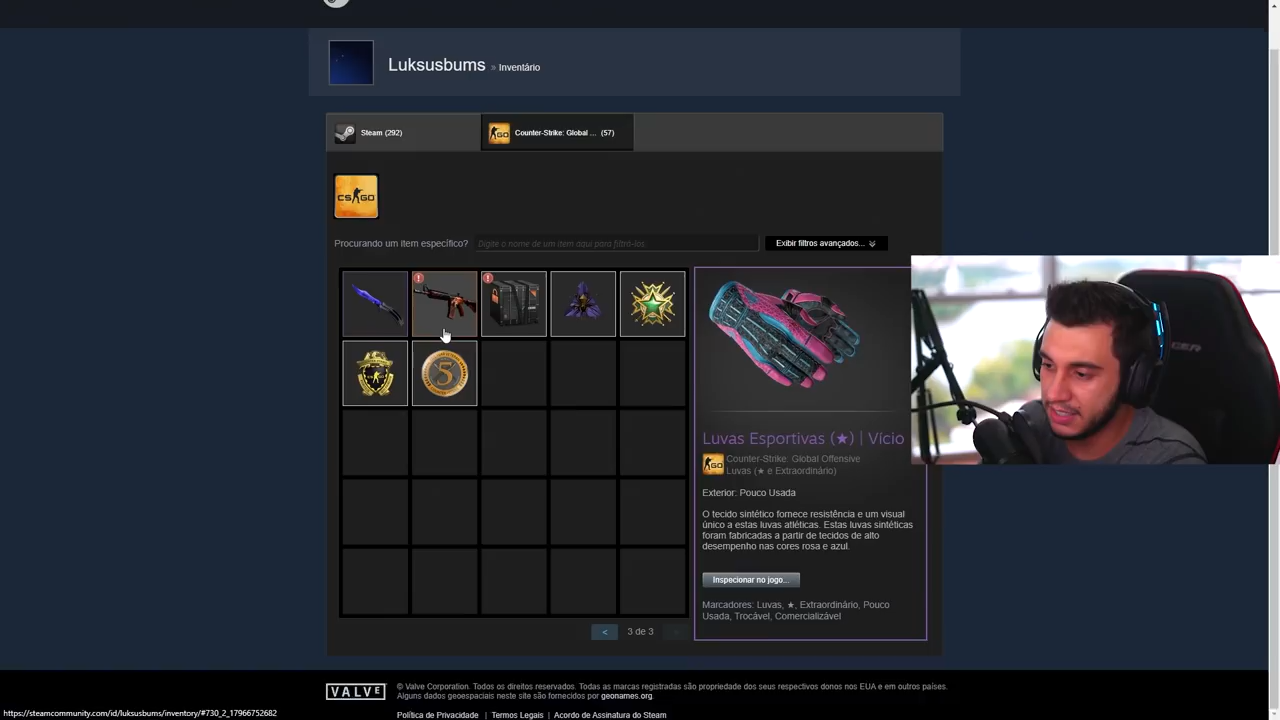 Luksusbums » Inventário
Steam (292)
Counter-Strike: Global ... (57)
CS GO
Procurando um item específico?
Digite o nome de um item aqui para filtrá-los
Exibir filtros avançados...
5
Luvas Esportivas (★) | Vício
GO
Counter-Strike: Global Offensive
Luvas (★ e Extraordinário)
Exterior: Pouco Usada
O tecido sintético fornece resistência e um visual
único a estas luvas atléticas. Estas luvas sintéticas
foram fabricadas a partir de tecidos de alto
desempenho nas cores rosa e azul.
Inspecionar no jogo...
Marcadores: Luvas, ★, Extraordinário, Pouco
Usada, Trocável, Comercializável
< 3 de 3 >
VALVE
© Valve Corporation. Todos os direitos reservados. Todas as marcas registradas são propriedade dos seus respectivos donos nos EUA e em outros países.
Alguns dados geoespaciais neste site são fornecidos por geonames.org.
https://steamcommunity.com/id/luksusbums/inventory/#730_2_17966752682
Política de Privacidade | Termos Legais | Acordo de Assinatura do Steam